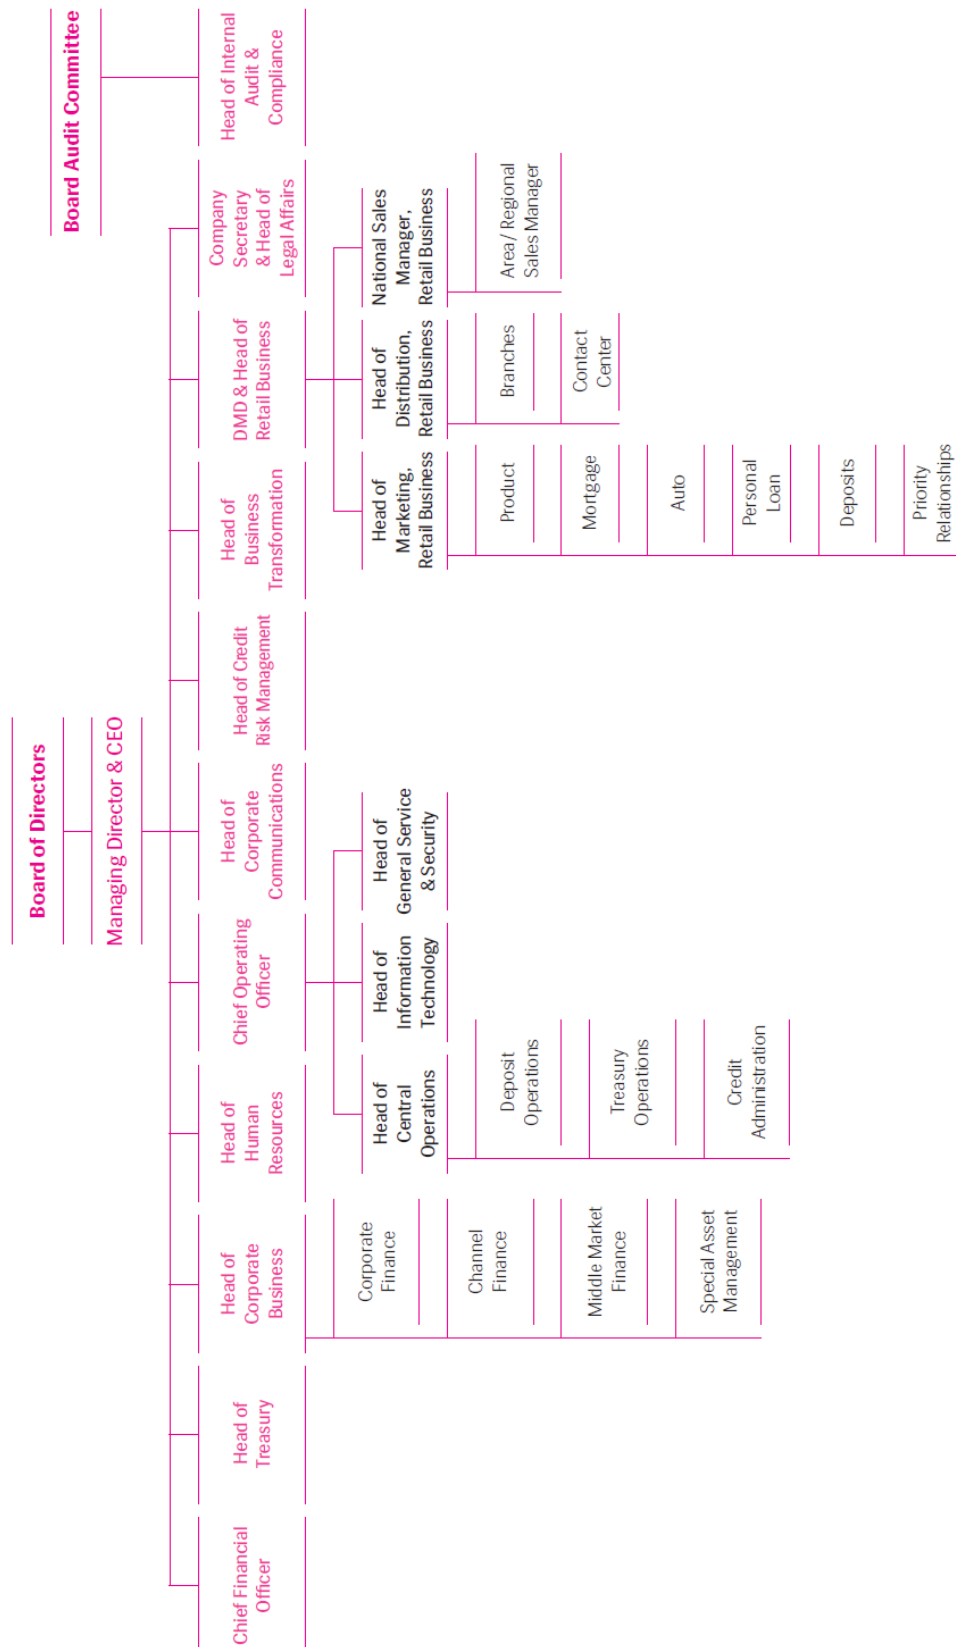 Board of Directors
Managing Director & CEO
Board Audit Committee
Chief Financial
Officer
Head of
Treasury
Head of
Corporate
Business
Head of
Human
Resources
Chief Operating
Officer
Head of
Corporate
Communications
Head of Credit
Risk Management
Head of
Business
Transformation
DMD & Head of
Retail Business
Company
Secretary
& Head of
Legal Affairs
Head of Internal
Audit &
Compliance
Corporate
Finance
Channel
Finance
Middle Market
Finance
Special Asset
Management
Head of
Central
Operations
Head of
Information
Technology
Head of
General Service
& Security
Deposit
Operations
Treasury
Operations
Credit
Administration
Head of
Marketing,
Retail Business
Head of
Distribution,
Retail Business
National Sales
Manager,
Retail Business
Product
Mortgage
Auto
Personal
Loan
Deposits
Priority
Relationships
Branches
Contact
Center
Area/Regional
Sales Manager